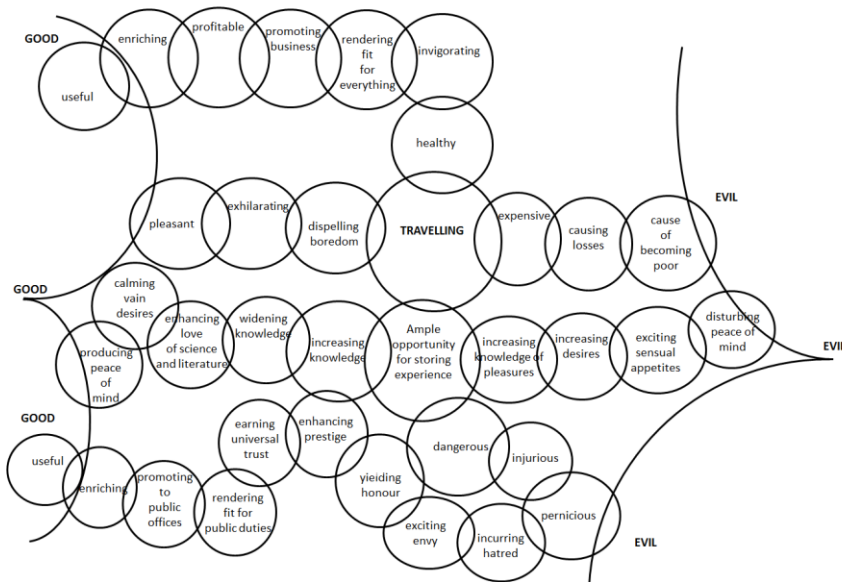 GOOD
useful
enriching
profitable
promoting
business
rendering
fit
for
everything
invigorating
healthy
TRAVELLING
dispelling
boredom
exhilarating
pleasant
expensive
causing
losses
cause
of
becoming
poor
EVIL
GOOD
calming
vain
desires
producing
peace
of
mind
enhancing
love
of science
and literature
widening
knowledge
increasing
knowledge
Ample
opportunity
for storing
experience
increasing
knowledge of
pleasures
increasing
desires
exciting
sensual
appetites
disturbing
peace of
mind
EVIL
GOOD
useful
enriching
promoting
to
public
offices
rendering
fit for
public duties
earning
universal
trust
enhancing
prestige
yieiding
honour
exciting
envy
incurring
hatred
dangerous
injurious
pernicious
EVIL